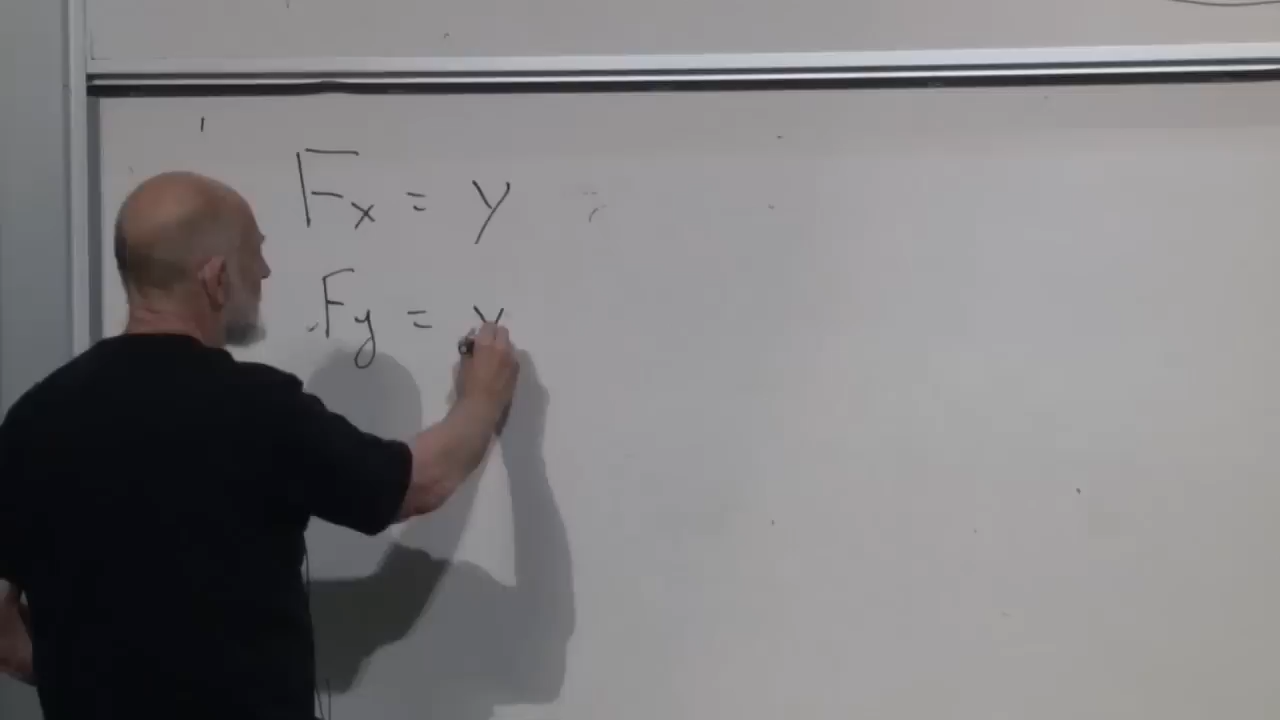 Fx = y
Fy =